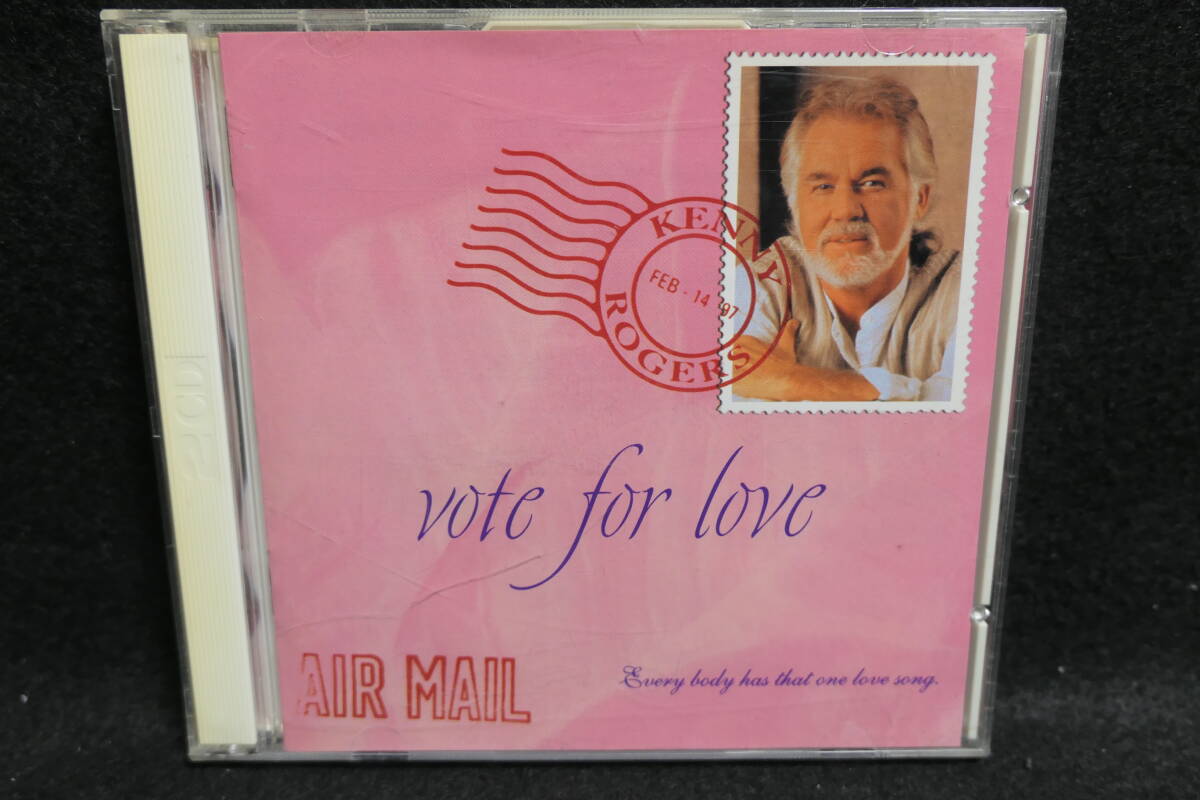 KENNY
FEB - 14 '97
ROGERS
vote for love
AIR MAIL
Every body has that one love song.
2CD